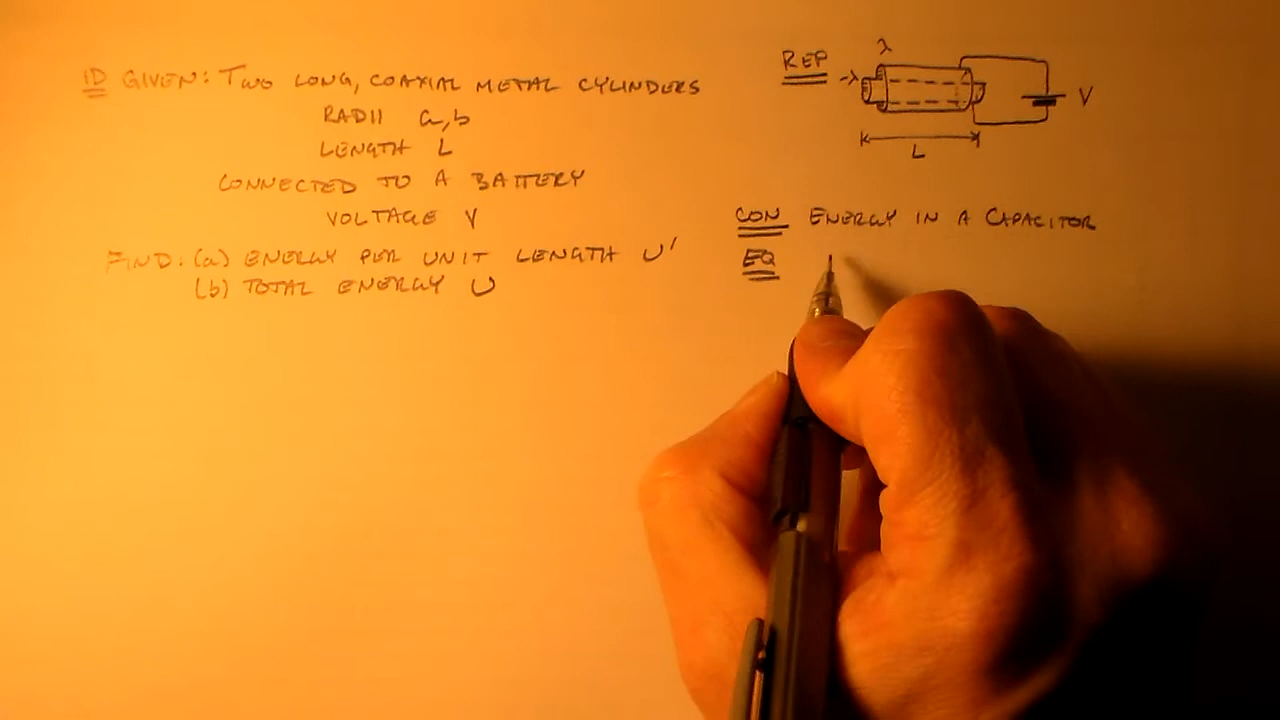 ID GIVEN: TWO LONG, COAXIAL METAL CYLINDERS
RADII a, b
LENGTH L
CONNECTED TO A BATTERY
VOLTAGE V
FIND: (a) ENERGY PER UNIT LENGTH U'
(b) TOTAL ENERGY U
REP
λ
-λ
V
L
CON ENERGY IN A CAPACITOR
EQ